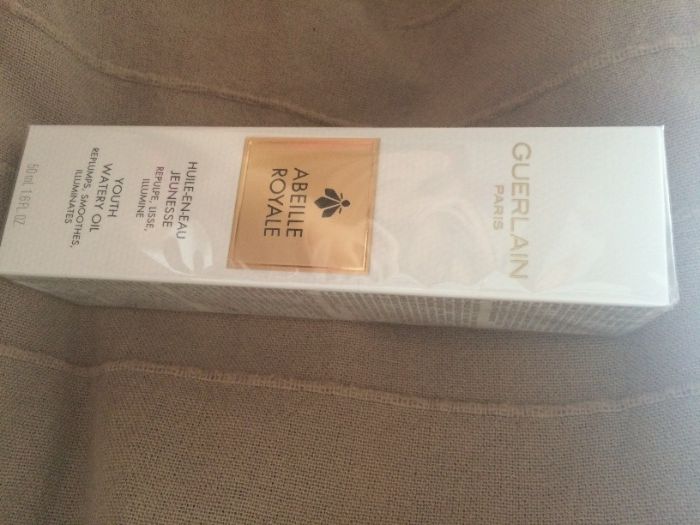 GUERLAIN
PARIS
ABEILLE
ROYALE
HUILE-EN-EAU
JEUNESSE
REPULPE, LISSE,
ILLUMINE
YOUTH
WATERY OIL
REPLUMPS, SMOOTHES,
ILLUMINATES
50 ml, 1.6 FL. OZ